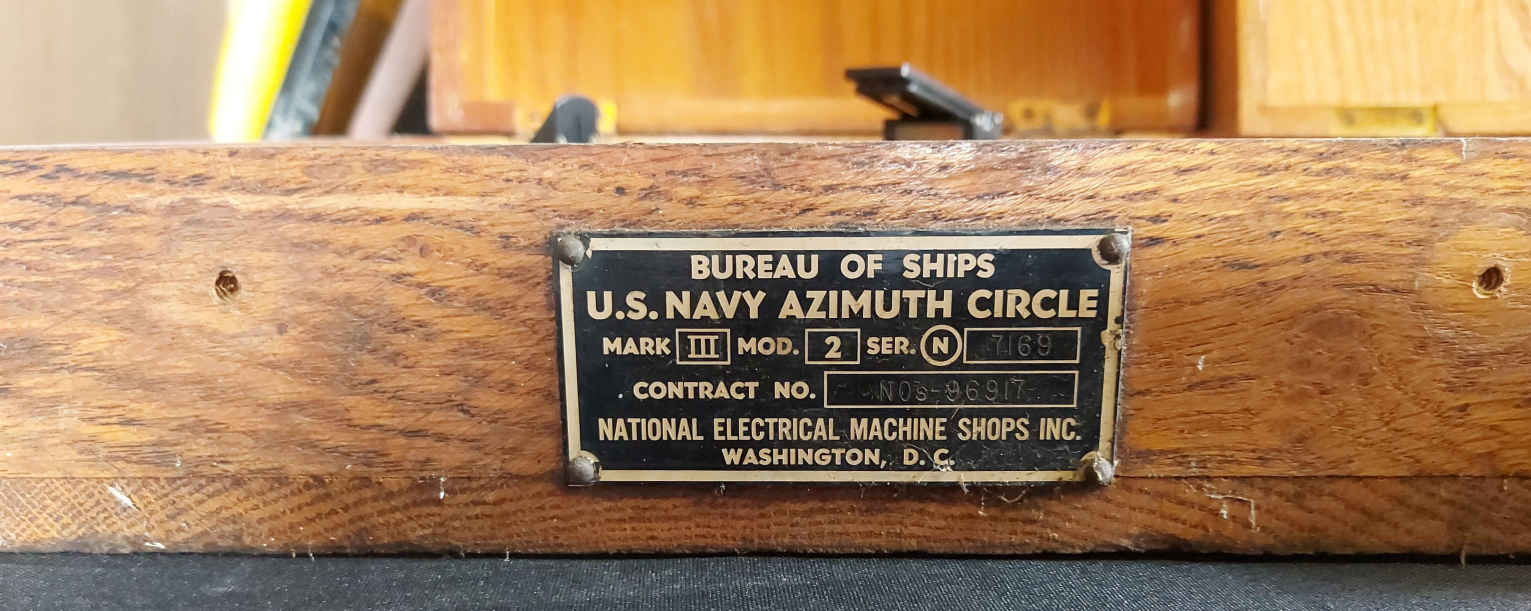 BUREAU OF SHIPS
U.S. NAVY AZIMUTH CIRCLE
MARK III MOD. 2 SER. N 7169
CONTRACT NO. NOs-96917
NATIONAL ELECTRICAL MACHINE SHOPS INC.
WASHINGTON, D. C.